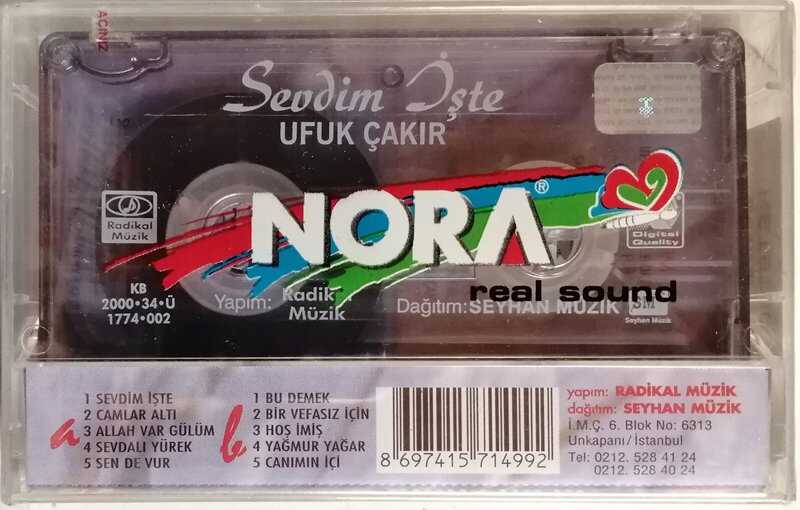 AÇINIZ
Sevdim İşte
UFUK ÇAKIR
NORA®
real sound
Radikal
Müzik
Digital
Quality
KB
2000•34•Ü
1774•002
Yapım: Radik
Müzik
Dağıtım: SEYHAN MÜZİK
SM
Seyhan Müzik
a
1 SEVDİM İŞTE
2 CAMLAR ALTI
3 ALLAH VAR GÜLÜM
4 SEVDALI YÜREK
5 SEN DE VUR
b
1 BU DEMEK
2 BİR VEFASIZ İÇİN
3 HOŞ İMİŞ
4 YAĞMUR YAĞAR
5 CANIMIN İÇİ
8 697415 714992
yapım: RADİKAL MÜZİK
dağıtım: SEYHAN MÜZİK
İ.M.Ç. 6. Blok No: 6313
Unkapanı/İstanbul
Tel: 0212. 528 41 24
0212. 528 40 24